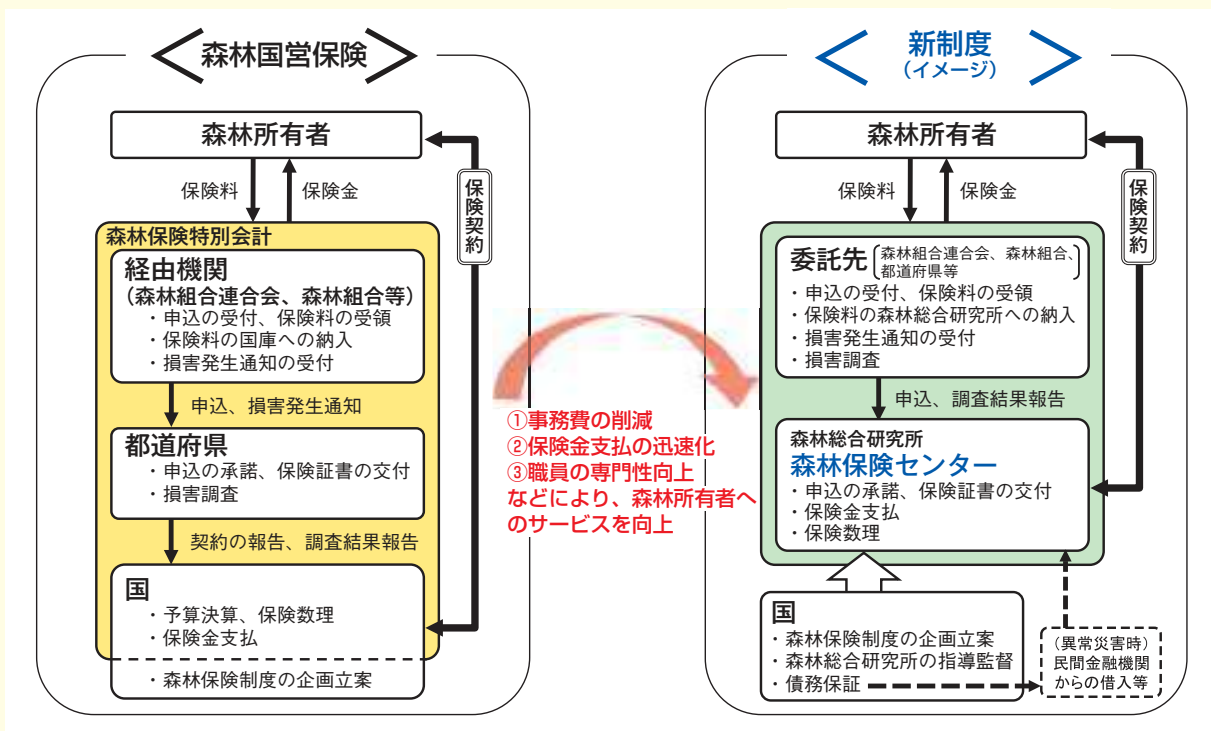 森林国営保険
森林所有者
保険料
保険金
保険契約
森林保険特別会計
経由機関
(森林組合連合会、森林組合等)
・申込の受付、保険料の受領
・保険料の国庫への納入
・損害発生通知の受付
申込、損害発生通知
都道府県
・申込の承諾、保険証書の交付
・損害調査
契約の報告、調査結果報告
国
・予算決算、保険数理
・保険金支払
・森林保険制度の企画立案
①事務費の削減
②保険金支払の迅速化
③職員の専門性向上
などにより、森林所有者へ
のサービスを向上
新制度
(イメージ)
森林所有者
保険料
保険金
保険契約
委託先
森林組合連合会、森林組合、
都道府県等
・申込の受付、保険料の受領
・保険料の森林総合研究所への納入
・損害発生通知の受付
・損害調査
申込、調査結果報告
森林総合研究所
森林保険センター
・申込の承諾、保険証書の交付
・保険金支払
・保険数理
国
・森林保険制度の企画立案
・森林総合研究所の指導監督
・債務保証
(異常災害時)
民間金融機関
からの借入等